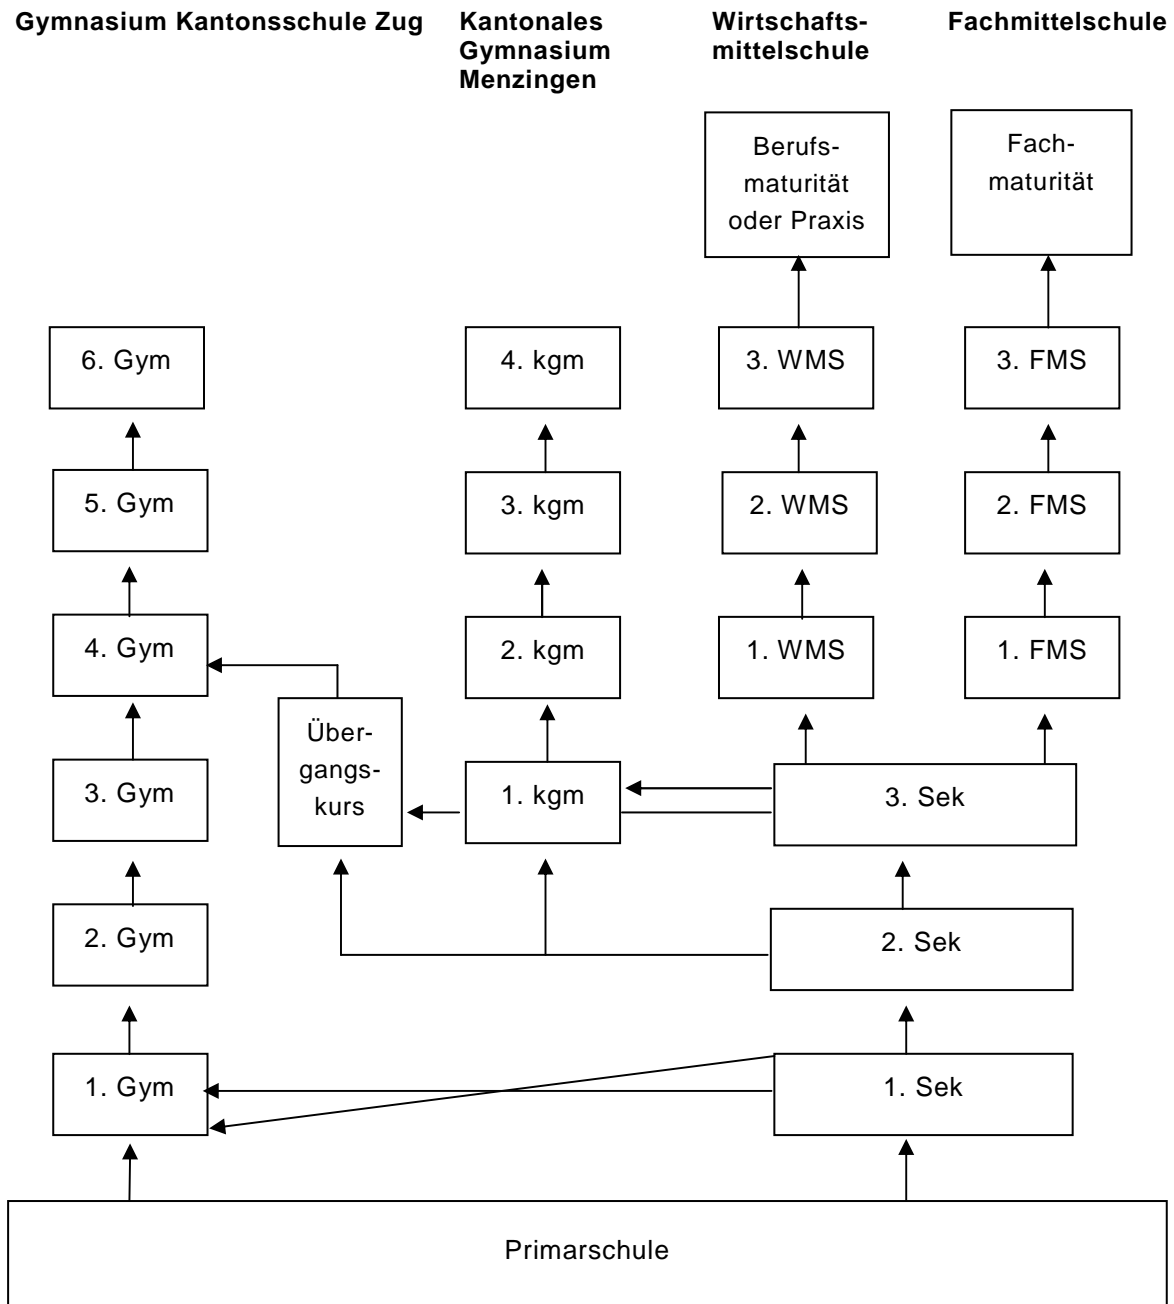 Gymnasium Kantonsschule Zug
Kantonales
Gymnasium
Menzingen
Wirtschafts-
mittelschule
Fachmittelschule
Berufs-
maturität
oder Praxis
Fach-
maturität
6. Gym
4. kgm
3. WMS
3. FMS
5. Gym
3. kgm
2. WMS
2. FMS
4. Gym
2. kgm
1. WMS
1. FMS
Über-
gangs-
kurs
3. Gym
1. kgm
3. Sek
2. Gym
2. Sek
1. Gym
1. Sek
Primarschule